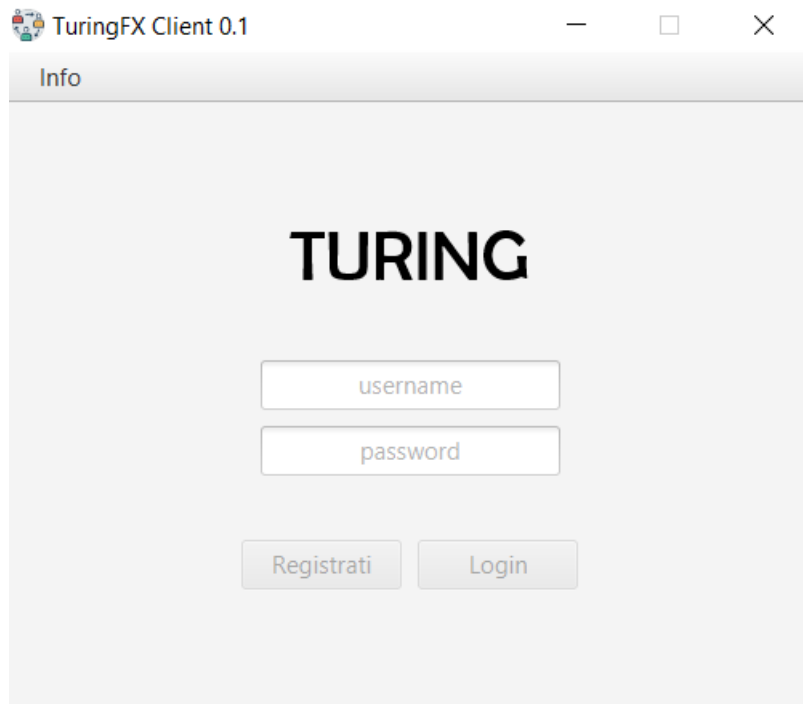 TuringFX Client 0.1
Info
TURING
username
password
Registrati Login